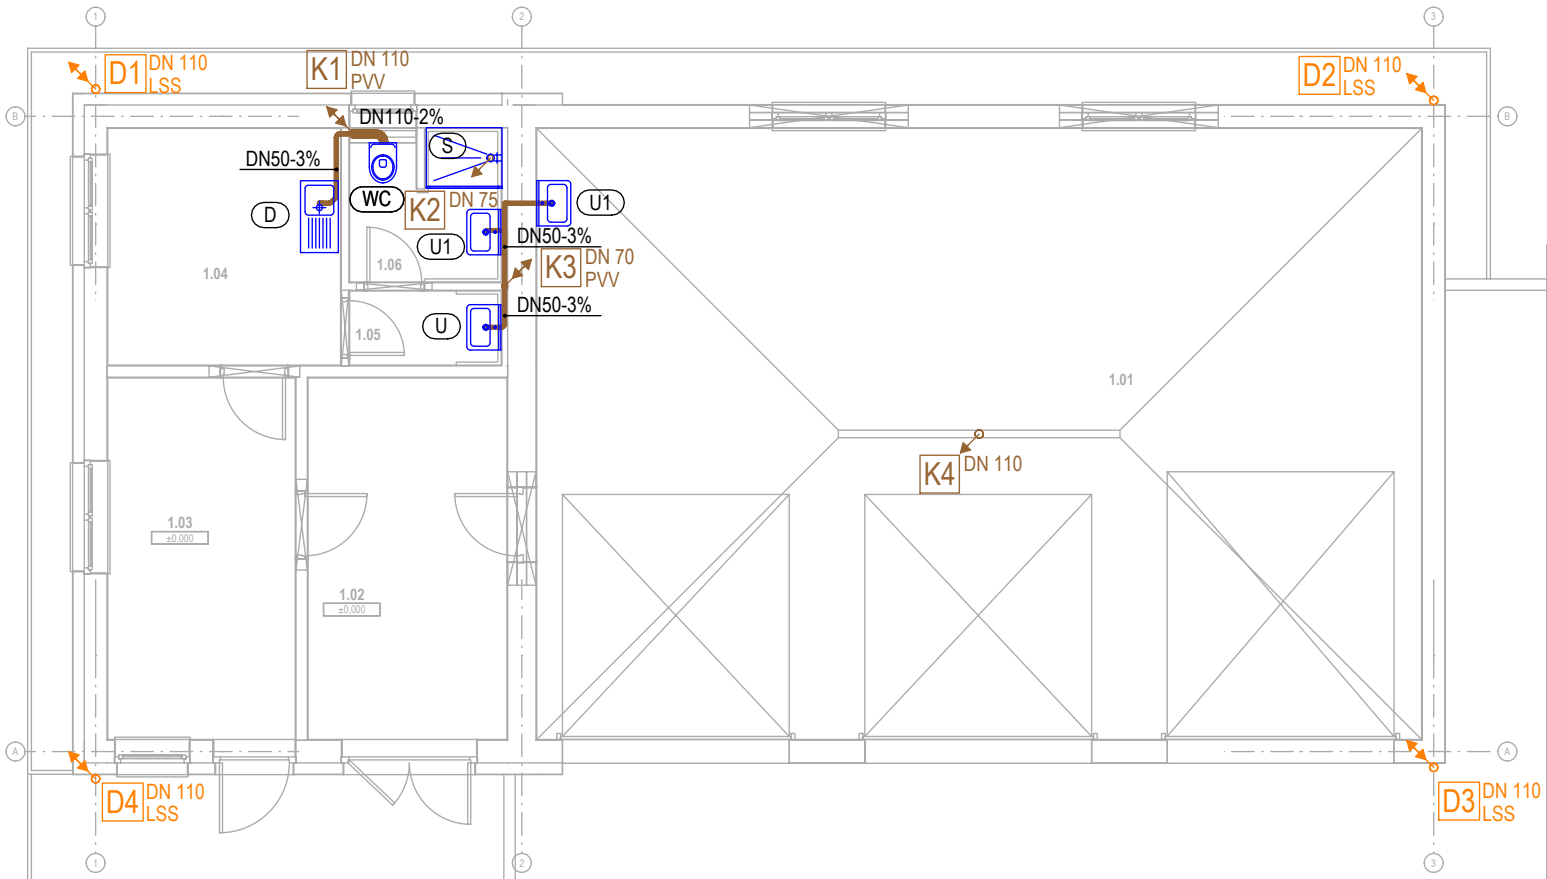 1
2
3
D1 DN 110
LSS
K1 DN 110
PVV
D2 DN 110
LSS
B
DN110-2%
B
S
DN50-3%
WC
K2 DN 75
D
U1
U1
DN50-3%
K3 DN 70
PVV
1.06
1.04
DN50-3%
U
1.05
1.01
K4 DN 110
1.03
±0,000
1.02
±0,000
A
A
D4 DN 110
LSS
D3 DN 110
LSS
1
2
3